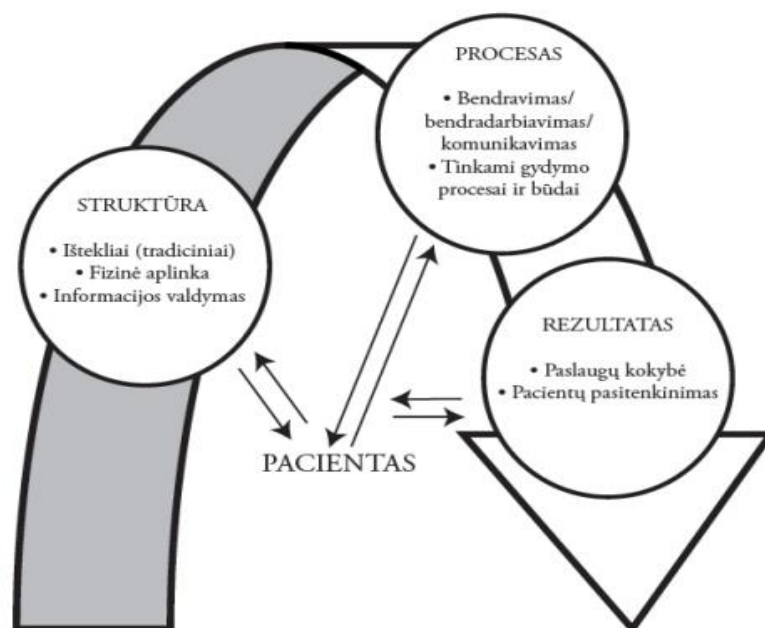 PROCESAS
• Bendravimas/
bendradarbiavimas/
komunikavimas
• Tinkami gydymo
procesai ir būdai
STRUKTŪRA
• Ištekliai (tradiciniai)
• Fizinė aplinka
• Informacijos valdymas
REZULTATAS
• Paslaugų kokybė
• Pacientų pasitenkinimas
PACIENTAS